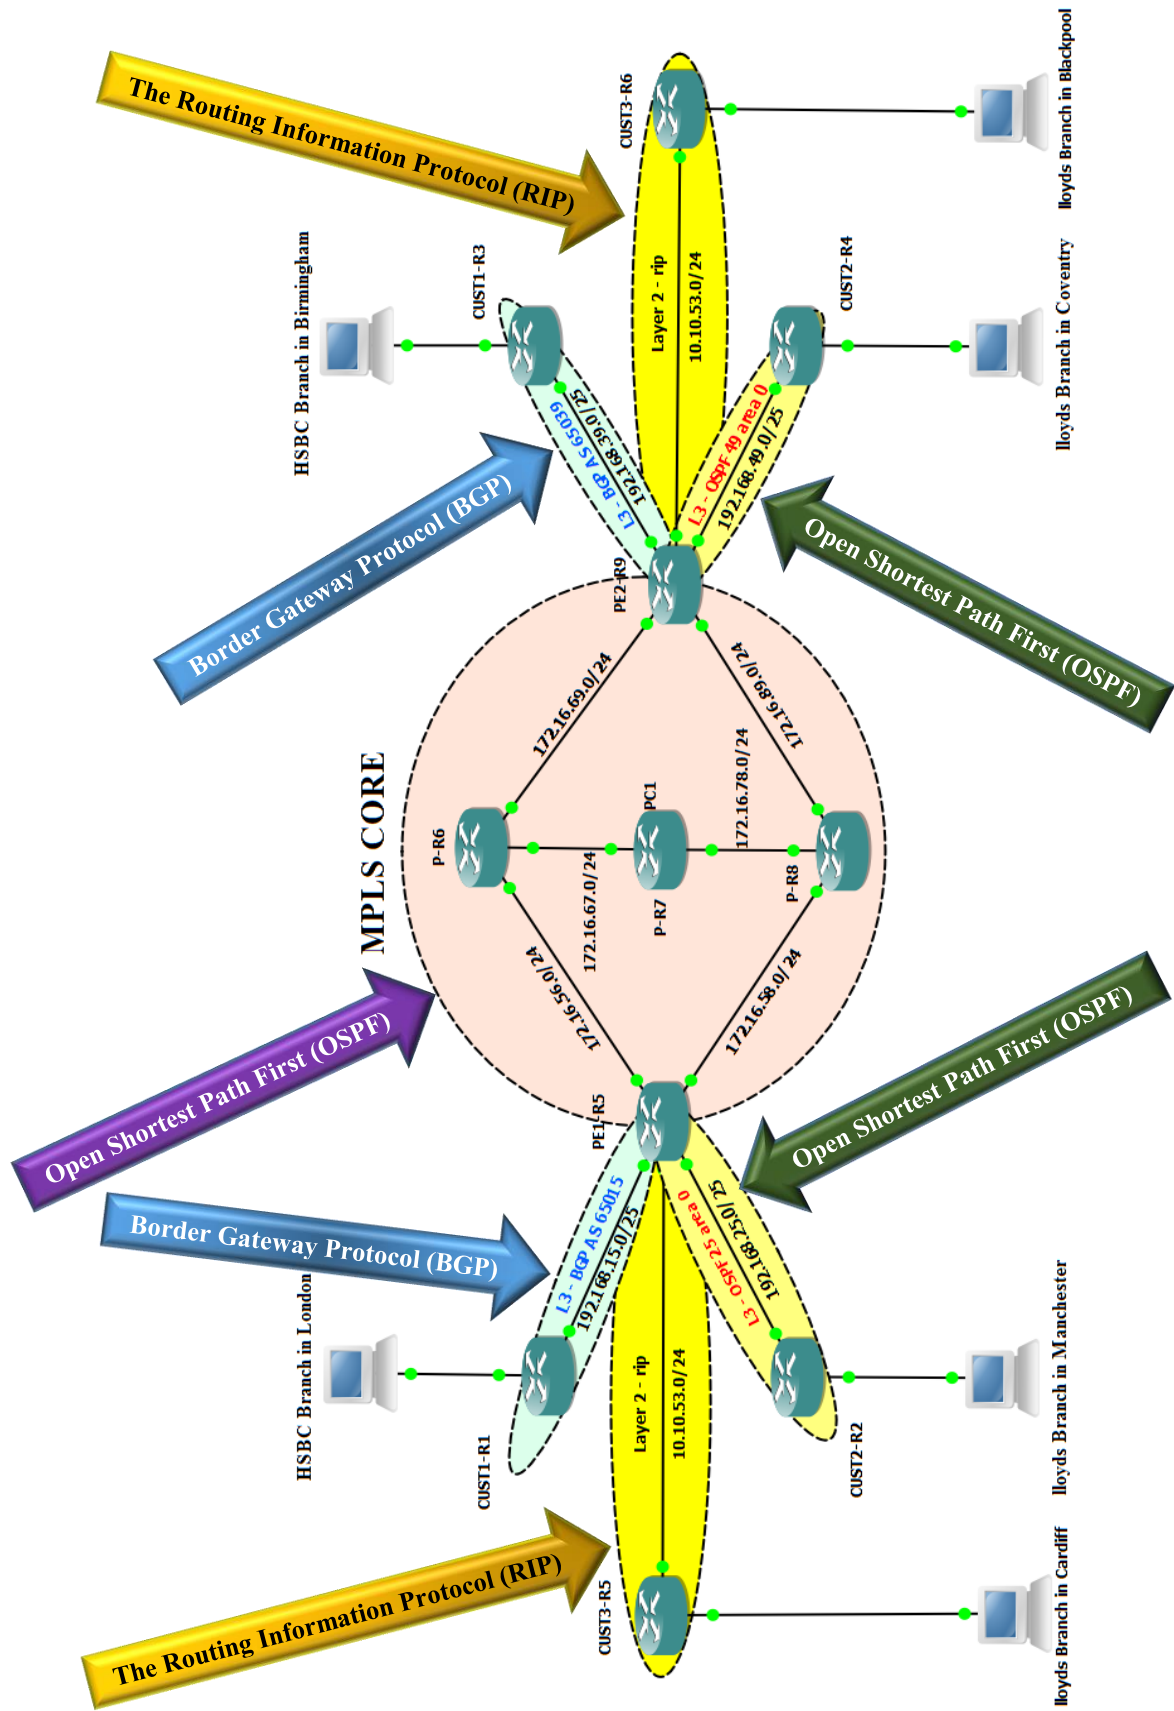 The Routing Information Protocol (RIP)
CUST3-R6
lloyds Branch in Blackpool
HSBC Branch in Birmingham
CUST1-R3
Layer 2 - rip
10.10.53.0/24
CUST2-R4
lloyds Branch in Coventry
Border Gateway Protocol (BGP)
L3 - BGP AS 65039
192.168.39.0/25
L3 - OSPF 49 area 0
192.168.49.0/25
Open Shortest Path First (OSPF)
PE2-R9
172.16.69.0/24
172.16.89.0/24
MPLS CORE
P-R6
172.16.67.0/24
PC1
P-R7
172.16.78.0/24
P-R8
172.16.56.0/24
172.16.58.0/24
Open Shortest Path First (OSPF)
PE1-R5
Open Shortest Path First (OSPF)
Border Gateway Protocol (BGP)
L3 - BGP AS 65015
192.168.15.0/25
L3 - OSPF 25 area 0
192.168.25.0/25
HSBC Branch in London
CUST1-R1
Layer 2 - rip
10.10.53.0/24
CUST2-R2
lloyds Branch in Manchester
The Routing Information Protocol (RIP)
CUST3-R5
lloyds Branch in Cardiff